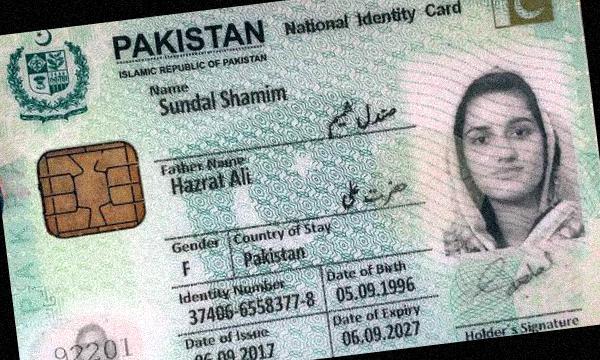 PAKISTAN National Identity Card
ISLAMIC REPUBLIC OF PAKISTAN
Name
Sundal Shamim
صندل شمیم
Father Name
Hazrat Ali
حضرت علی
Gender Country of Stay
F Pakistan
Identity Number Date of Birth
37406-6558377-8 05.09.1996
Date of Issue Date of Expiry
06.09.2017 06.09.2027
92201 Holder's Signature